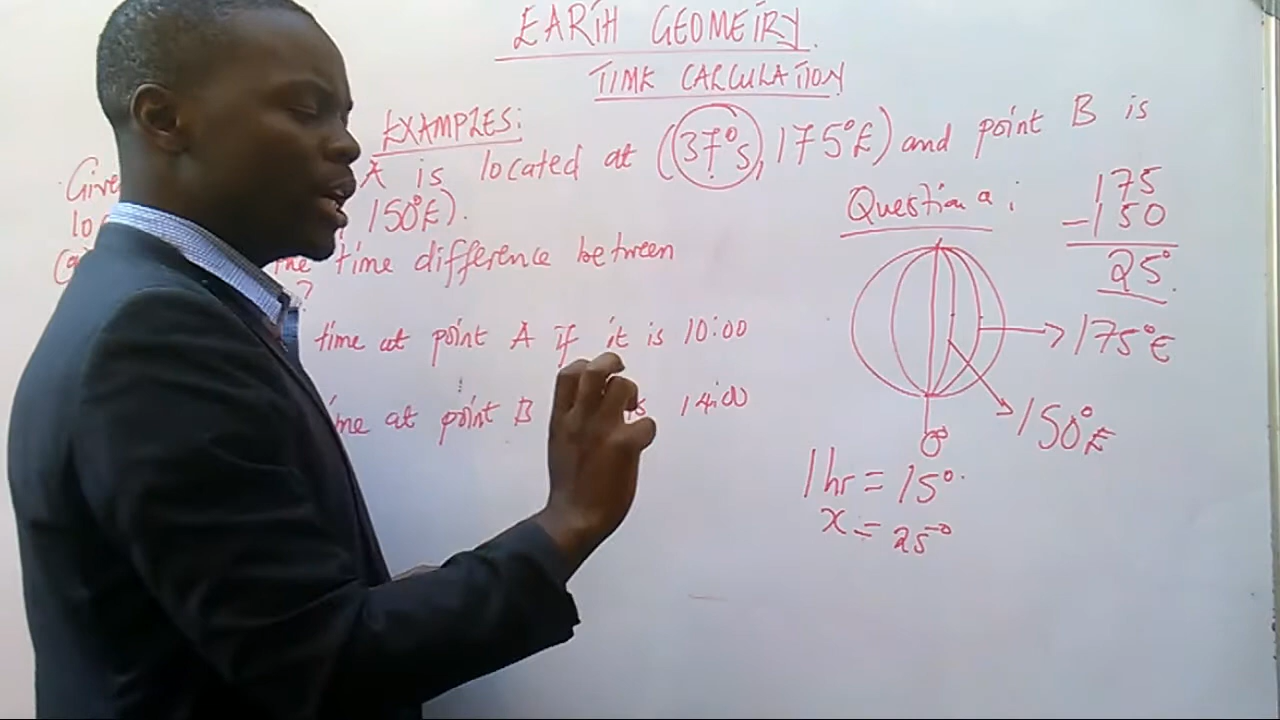 EARTH GEOMETRY.
TIME CALCULATION
EXAMPLES:
A is located at (37°S, 175°E) and point B is
150°E).
time difference between
?
time at point A if it is 10:00
at point B 14:00
Question a:
175
-150
25°.
175°E
150°E
0°
1hr = 15°.
x = 25°